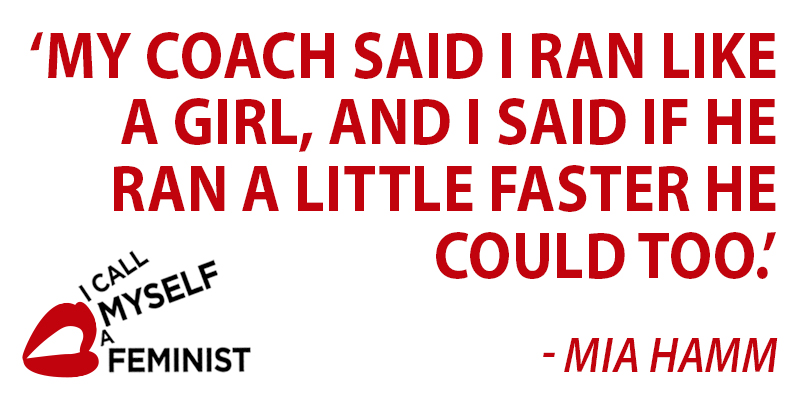 ‘MY COACH SAID I RAN LIKE
A GIRL, AND I SAID IF HE
RAN A LITTLE FASTER HE
COULD TOO.’
- MIA HAMM
I CALL
MYSELF
A
FEMINIST